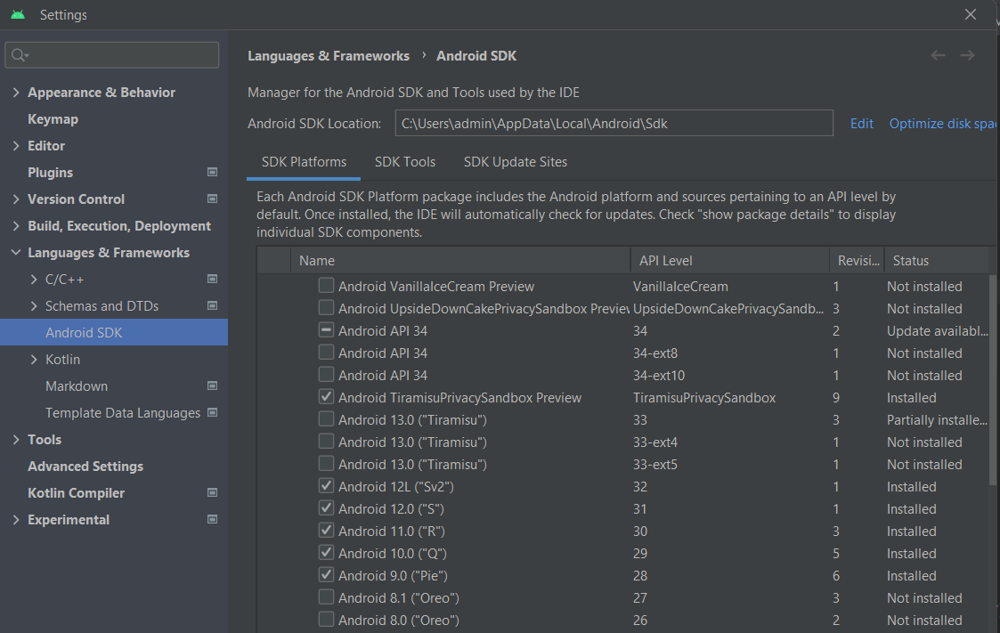 Settings
Languages & Frameworks › Android SDK
Appearance & Behavior
Keymap
Editor
Plugins
Version Control
Build, Execution, Deployment
Languages & Frameworks
C/C++
Schemas and DTDs
Android SDK
Kotlin
Markdown
Template Data Languages
Tools
Advanced Settings
Kotlin Compiler
Experimental
Manager for the Android SDK and Tools used by the IDE
Android SDK Location: C:\Users\admin\AppData\Local\Android\Sdk Edit Optimize disk spa
SDK Platforms SDK Tools SDK Update Sites
Each Android SDK Platform package includes the Android platform and sources pertaining to an API level by
default. Once installed, the IDE will automatically check for updates. Check "show package details" to display
individual SDK components.
Name API Level Revisi... Status
Android VanillaIceCream Preview VanillaIceCream 1 Not installed
Android UpsideDownCakePrivacySandbox Previev UpsideDownCakePrivacySandb... 3 Not installed
Android API 34 34 2 Update availabl...
Android API 34 34-ext8 1 Not installed
Android API 34 34-ext10 1 Not installed
Android TiramisuPrivacySandbox Preview TiramisuPrivacySandbox 9 Installed
Android 13.0 ("Tiramisu") 33 3 Partially installe...
Android 13.0 ("Tiramisu") 33-ext4 1 Not installed
Android 13.0 ("Tiramisu") 33-ext5 1 Not installed
Android 12L ("Sv2") 32 1 Installed
Android 12.0 ("S") 31 1 Installed
Android 11.0 ("R") 30 3 Installed
Android 10.0 ("Q") 29 5 Installed
Android 9.0 ("Pie") 28 6 Installed
Android 8.1 ("Oreo") 27 3 Not installed
Android 8.0 ("Oreo") 26 2 Not installed